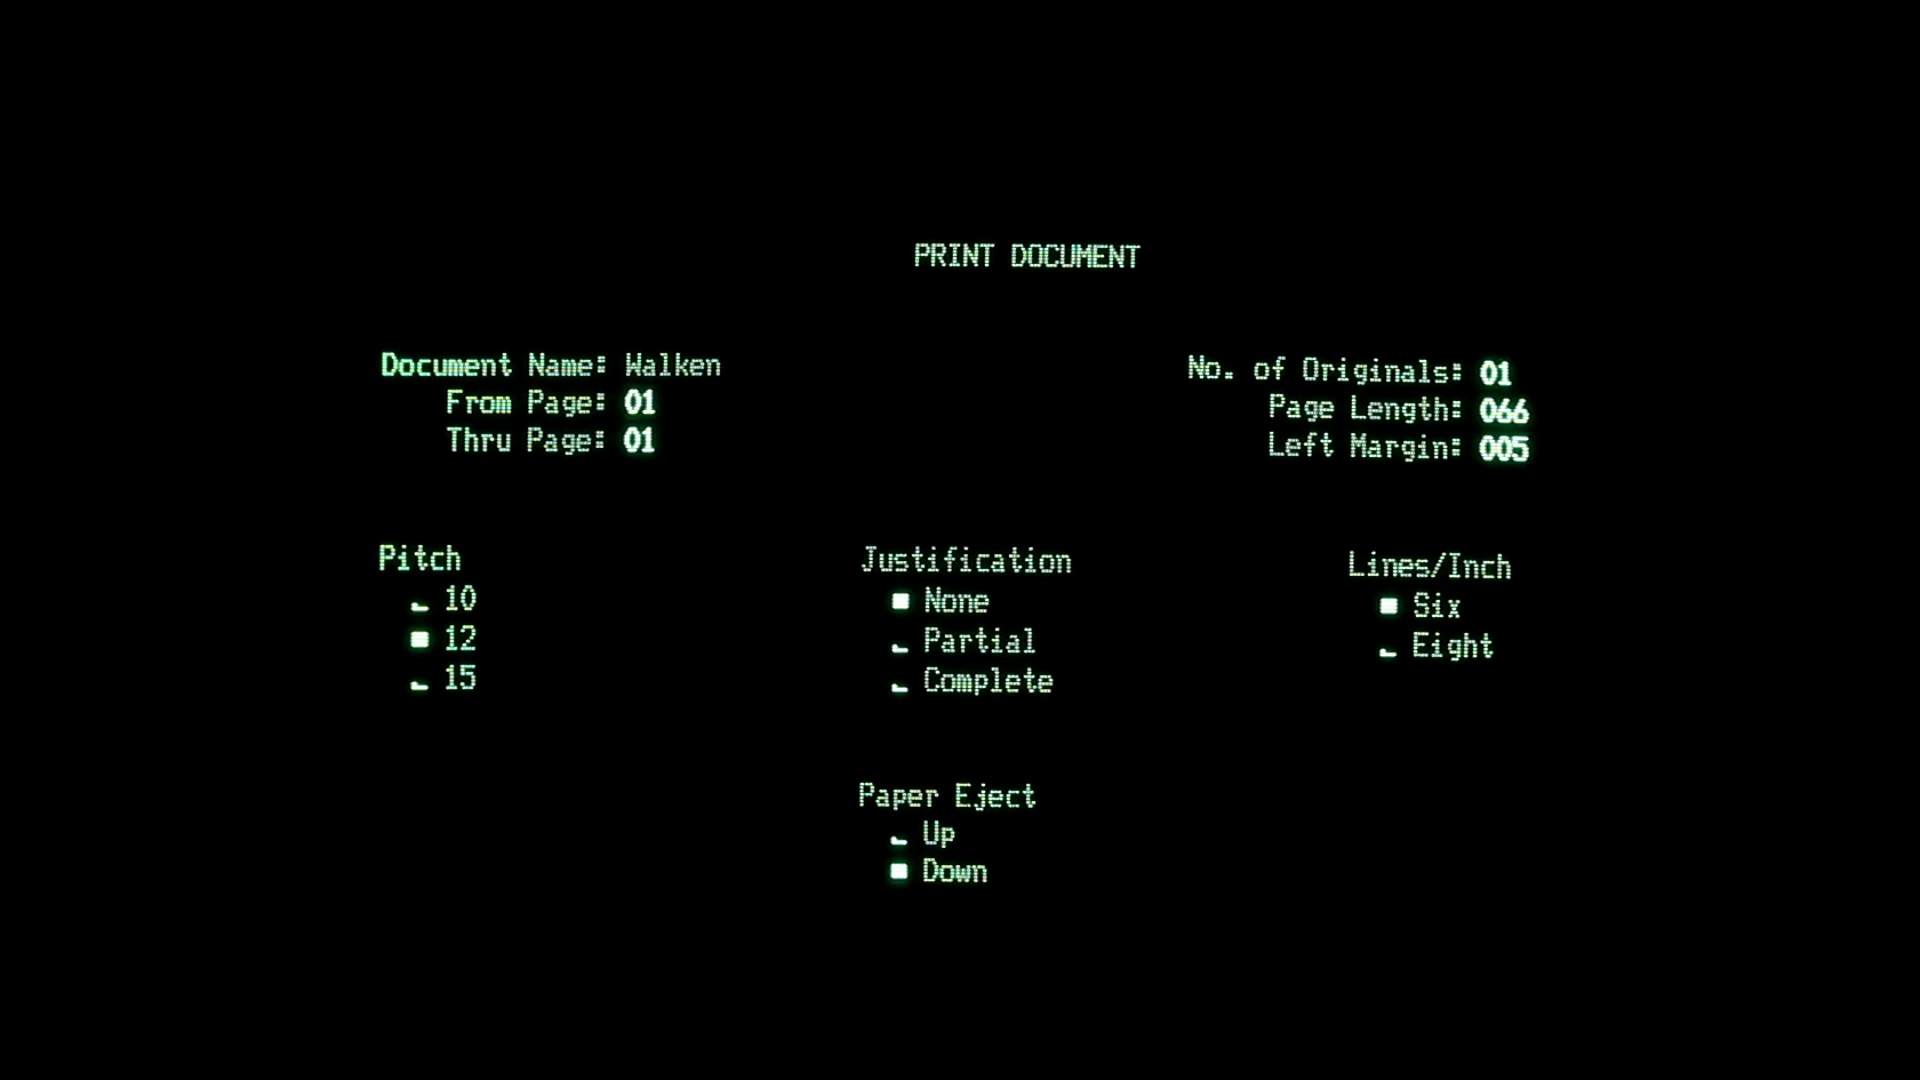 PRINT DOCUMENT
Document Name: Walken
From Page: 01
Thru Page: 01
No. of Originals: 01
Page Length: 066
Left Margin: 005
Pitch
10
12
15
Justification
None
Partial
Complete
Lines/Inch
Six
Eight
Paper Eject
Up
Down